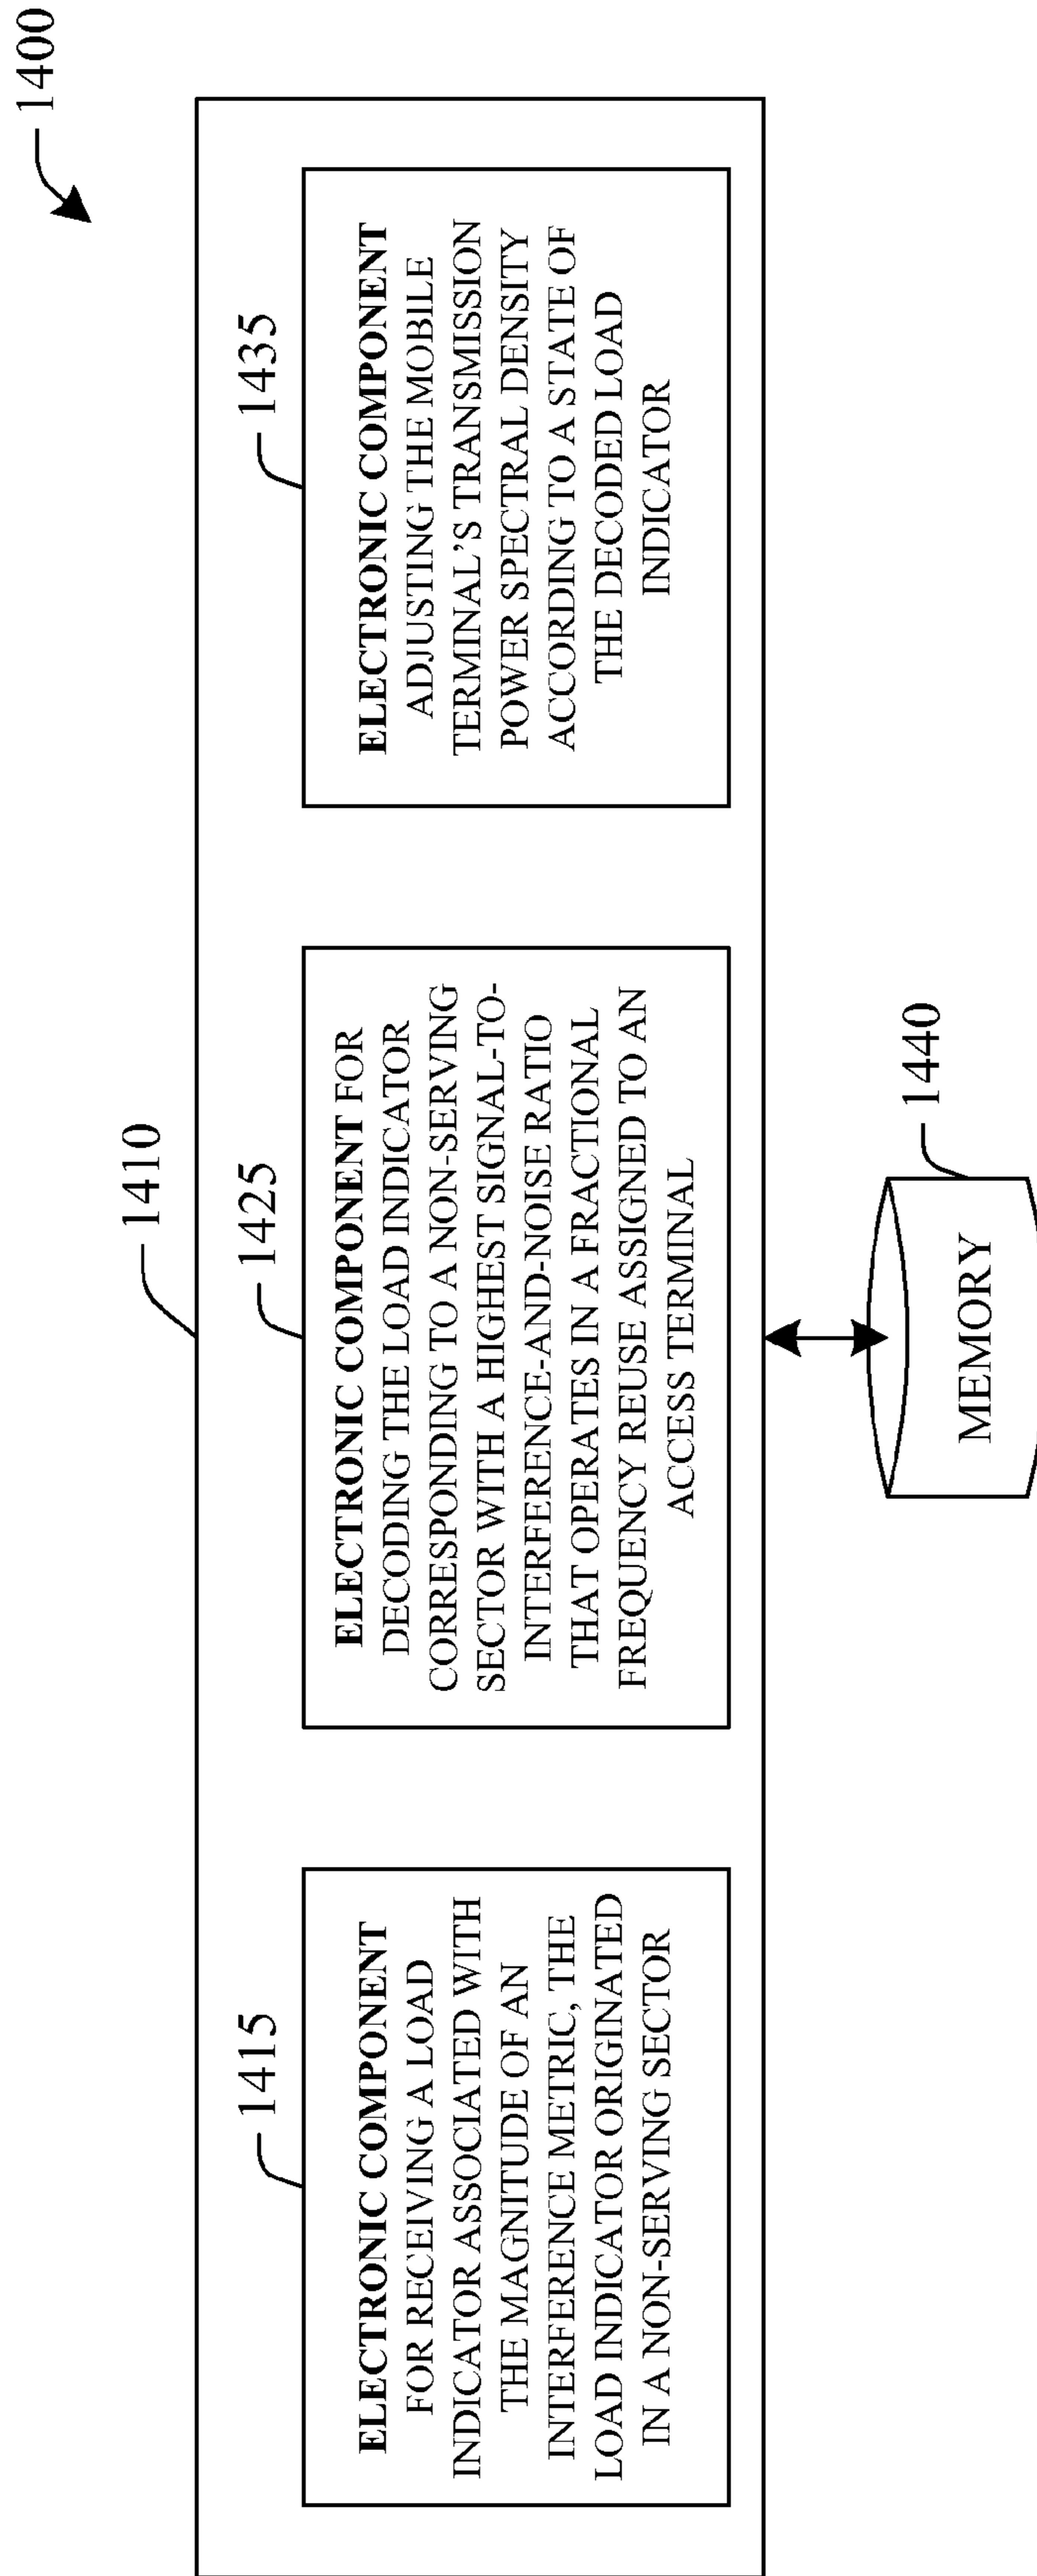 1400
1410
1415
ELECTRONIC COMPONENT
FOR RECEIVING A LOAD
INDICATOR ASSOCIATED WITH
THE MAGNITUDE OF AN
INTERFERENCE METRIC, THE
LOAD INDICATOR ORIGINATED
IN A NON-SERVING SECTOR
1425
ELECTRONIC COMPONENT FOR
DECODING THE LOAD INDICATOR
CORRESPONDING TO A NON-SERVING
SECTOR WITH A HIGHEST SIGNAL-TO-
INTERFERENCE-AND-NOISE RATIO
THAT OPERATES IN A FRACTIONAL
FREQUENCY REUSE ASSIGNED TO AN
ACCESS TERMINAL
1435
ELECTRONIC COMPONENT
ADJUSTING THE MOBILE
TERMINAL'S TRANSMISSION
POWER SPECTRAL DENSITY
ACCORDING TO A STATE OF
THE DECODED LOAD
INDICATOR
1440
MEMORY